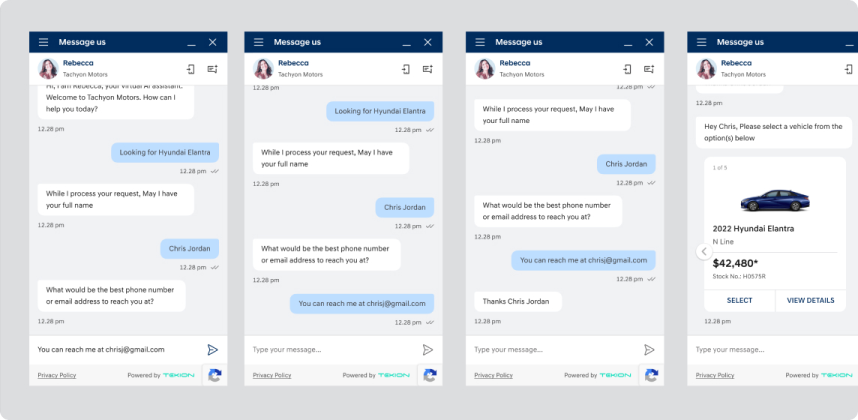 Message us
Rebecca
Tachyon Motors
Hi, I am Rebecca, your virtual AI assistant.
Welcome to Tachyon Motors. How can I
help you today?
12.28 pm
Looking for Hyundai Elantra
12.28 pm
While I process your request, May I have
your full name
12.28 pm
Chris Jordan
12.28 pm
What would be the best phone number
or email address to reach you at?
12.28 pm
You can reach me at chrisj@gmail.com
Privacy Policy
Powered by TEKION
Message us
Rebecca
Tachyon Motors
12.28 pm
Looking for Hyundai Elantra
12.28 pm
While I process your request, May I have
your full name
12.28 pm
Chris Jordan
12.28 pm
What would be the best phone number
or email address to reach you at?
12.28 pm
You can reach me at chrisj@gmail.com
12.28 pm
Type your message...
Privacy Policy
Powered by TEKION
Message us
Rebecca
Tachyon Motors
12.28 pm
While I process your request, May I have
your full name
12.28 pm
Chris Jordan
12.28 pm
What would be the best phone number
or email address to reach you at?
12.28 pm
You can reach me at chrisj@gmail.com
12.28 pm
Thanks Chris Jordan
12.28 pm
Type your message...
Privacy Policy
Powered by TEKION
Message us
Rebecca
Tachyon Motors
12.28 pm
Hey Chris, Please select a vehicle from the
option(s) below
1 of 5
2022 Hyundai Elantra
N Line
$42,480*
Stock No.: H0575R
SELECT
VIEW DETAILS
12.28 pm
Type your message...
Privacy Policy
Powered by TEKION